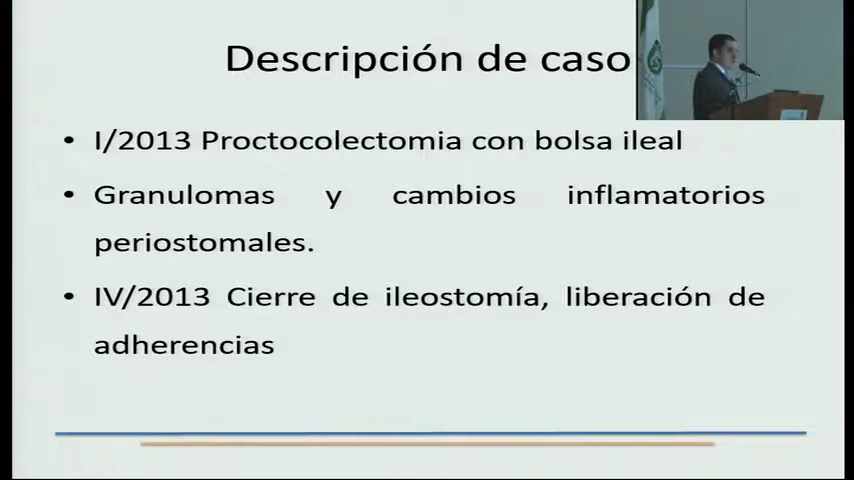 Descripción de caso
• I/2013 Proctocolectomia con bolsa ileal
• Granulomas y cambios inflamatorios
periostomales.
• IV/2013 Cierre de ileostomía, liberación de
adherencias